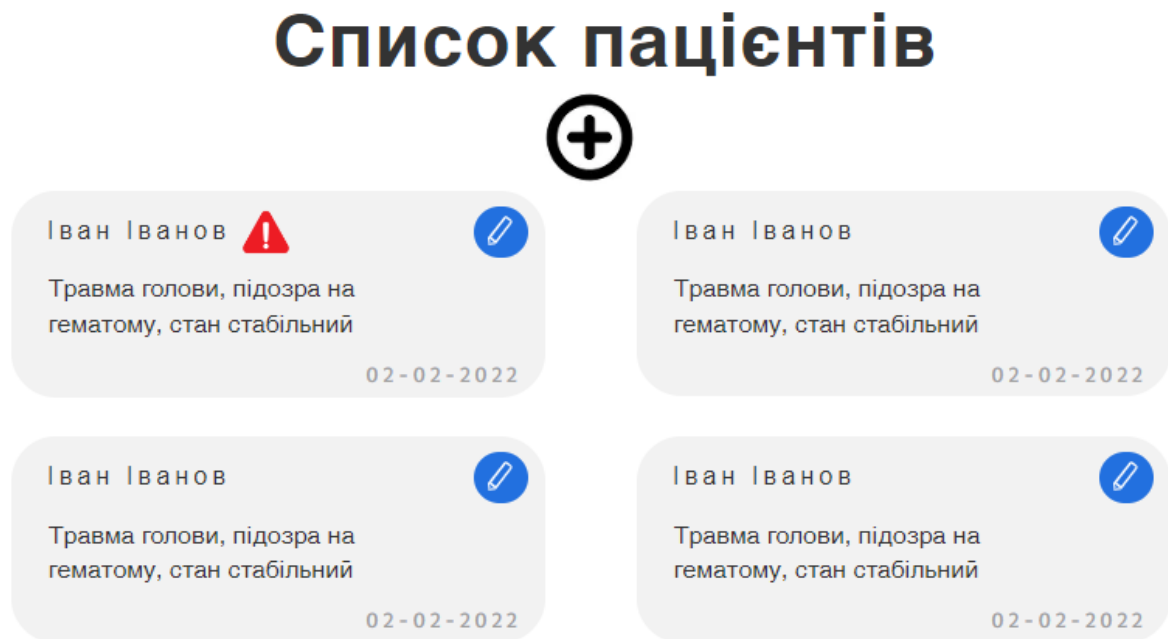 Список пацієнтів
Іван Іванов
Травма голови, підозра на
гематому, стан стабільний
02-02-2022
Іван Іванов
Травма голови, підозра на
гематому, стан стабільний
02-02-2022
Іван Іванов
Травма голови, підозра на
гематому, стан стабільний
02-02-2022
Іван Іванов
Травма голови, підозра на
гематому, стан стабільний
02-02-2022